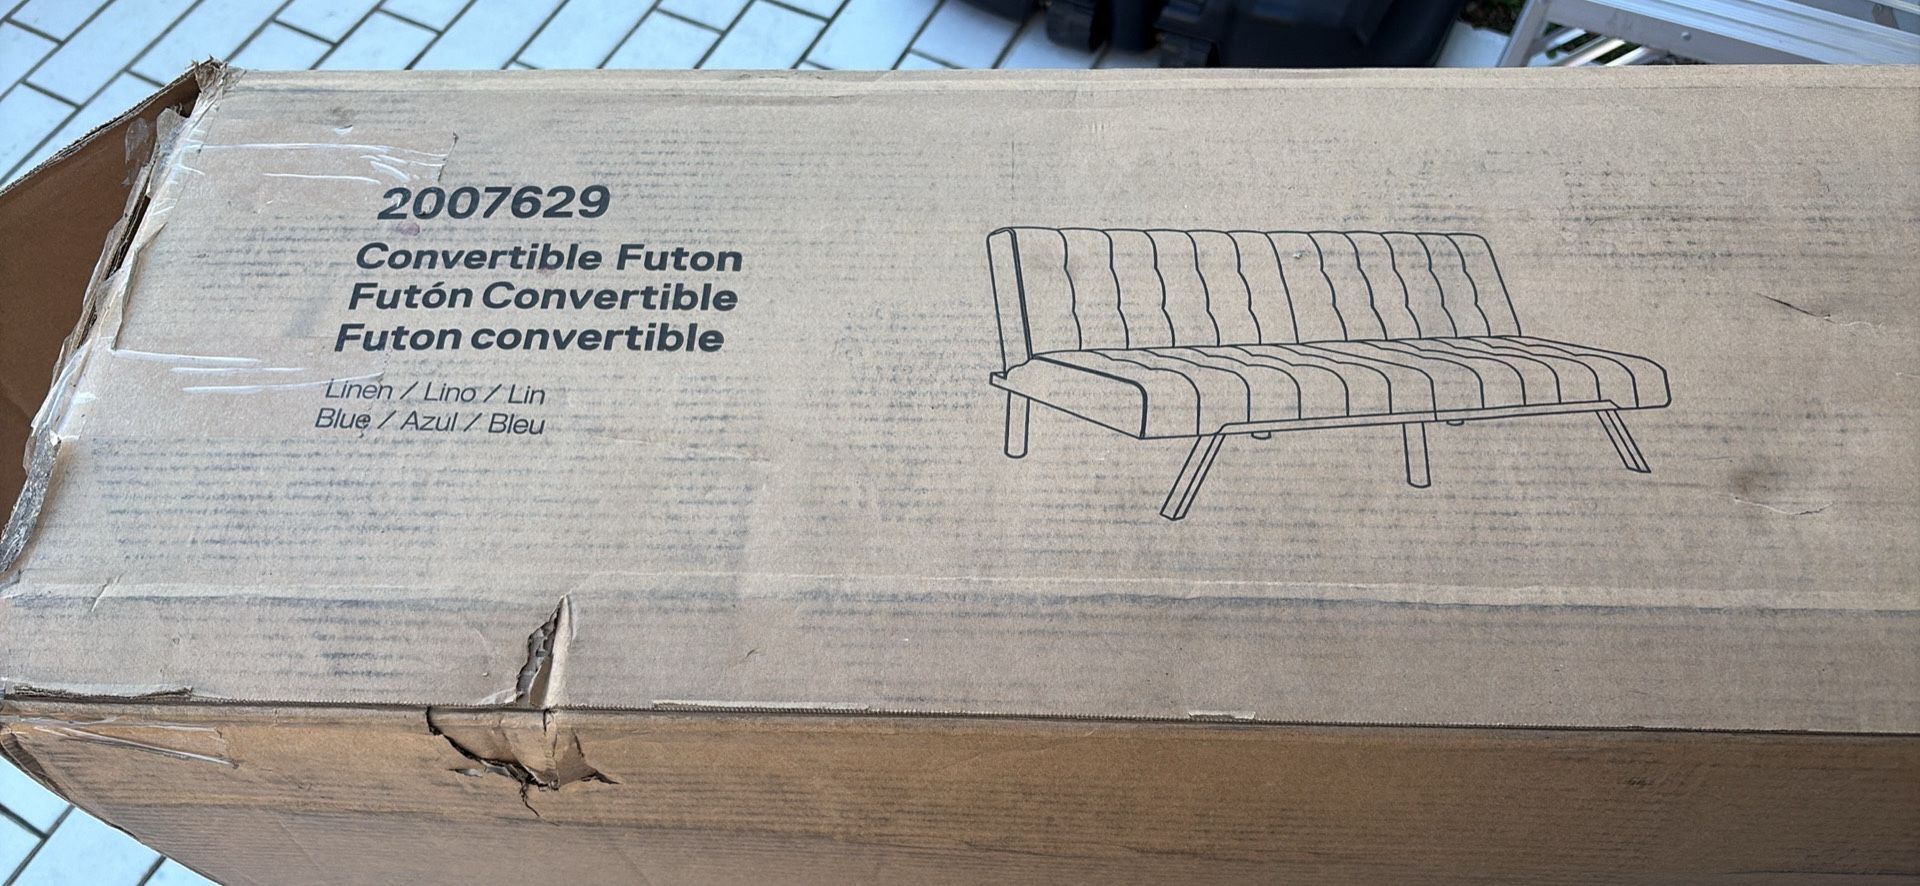 2007629
Convertible Futon
Futón Convertible
Futon convertible
Linen / Lino / Lin
Blue / Azul / Bleu